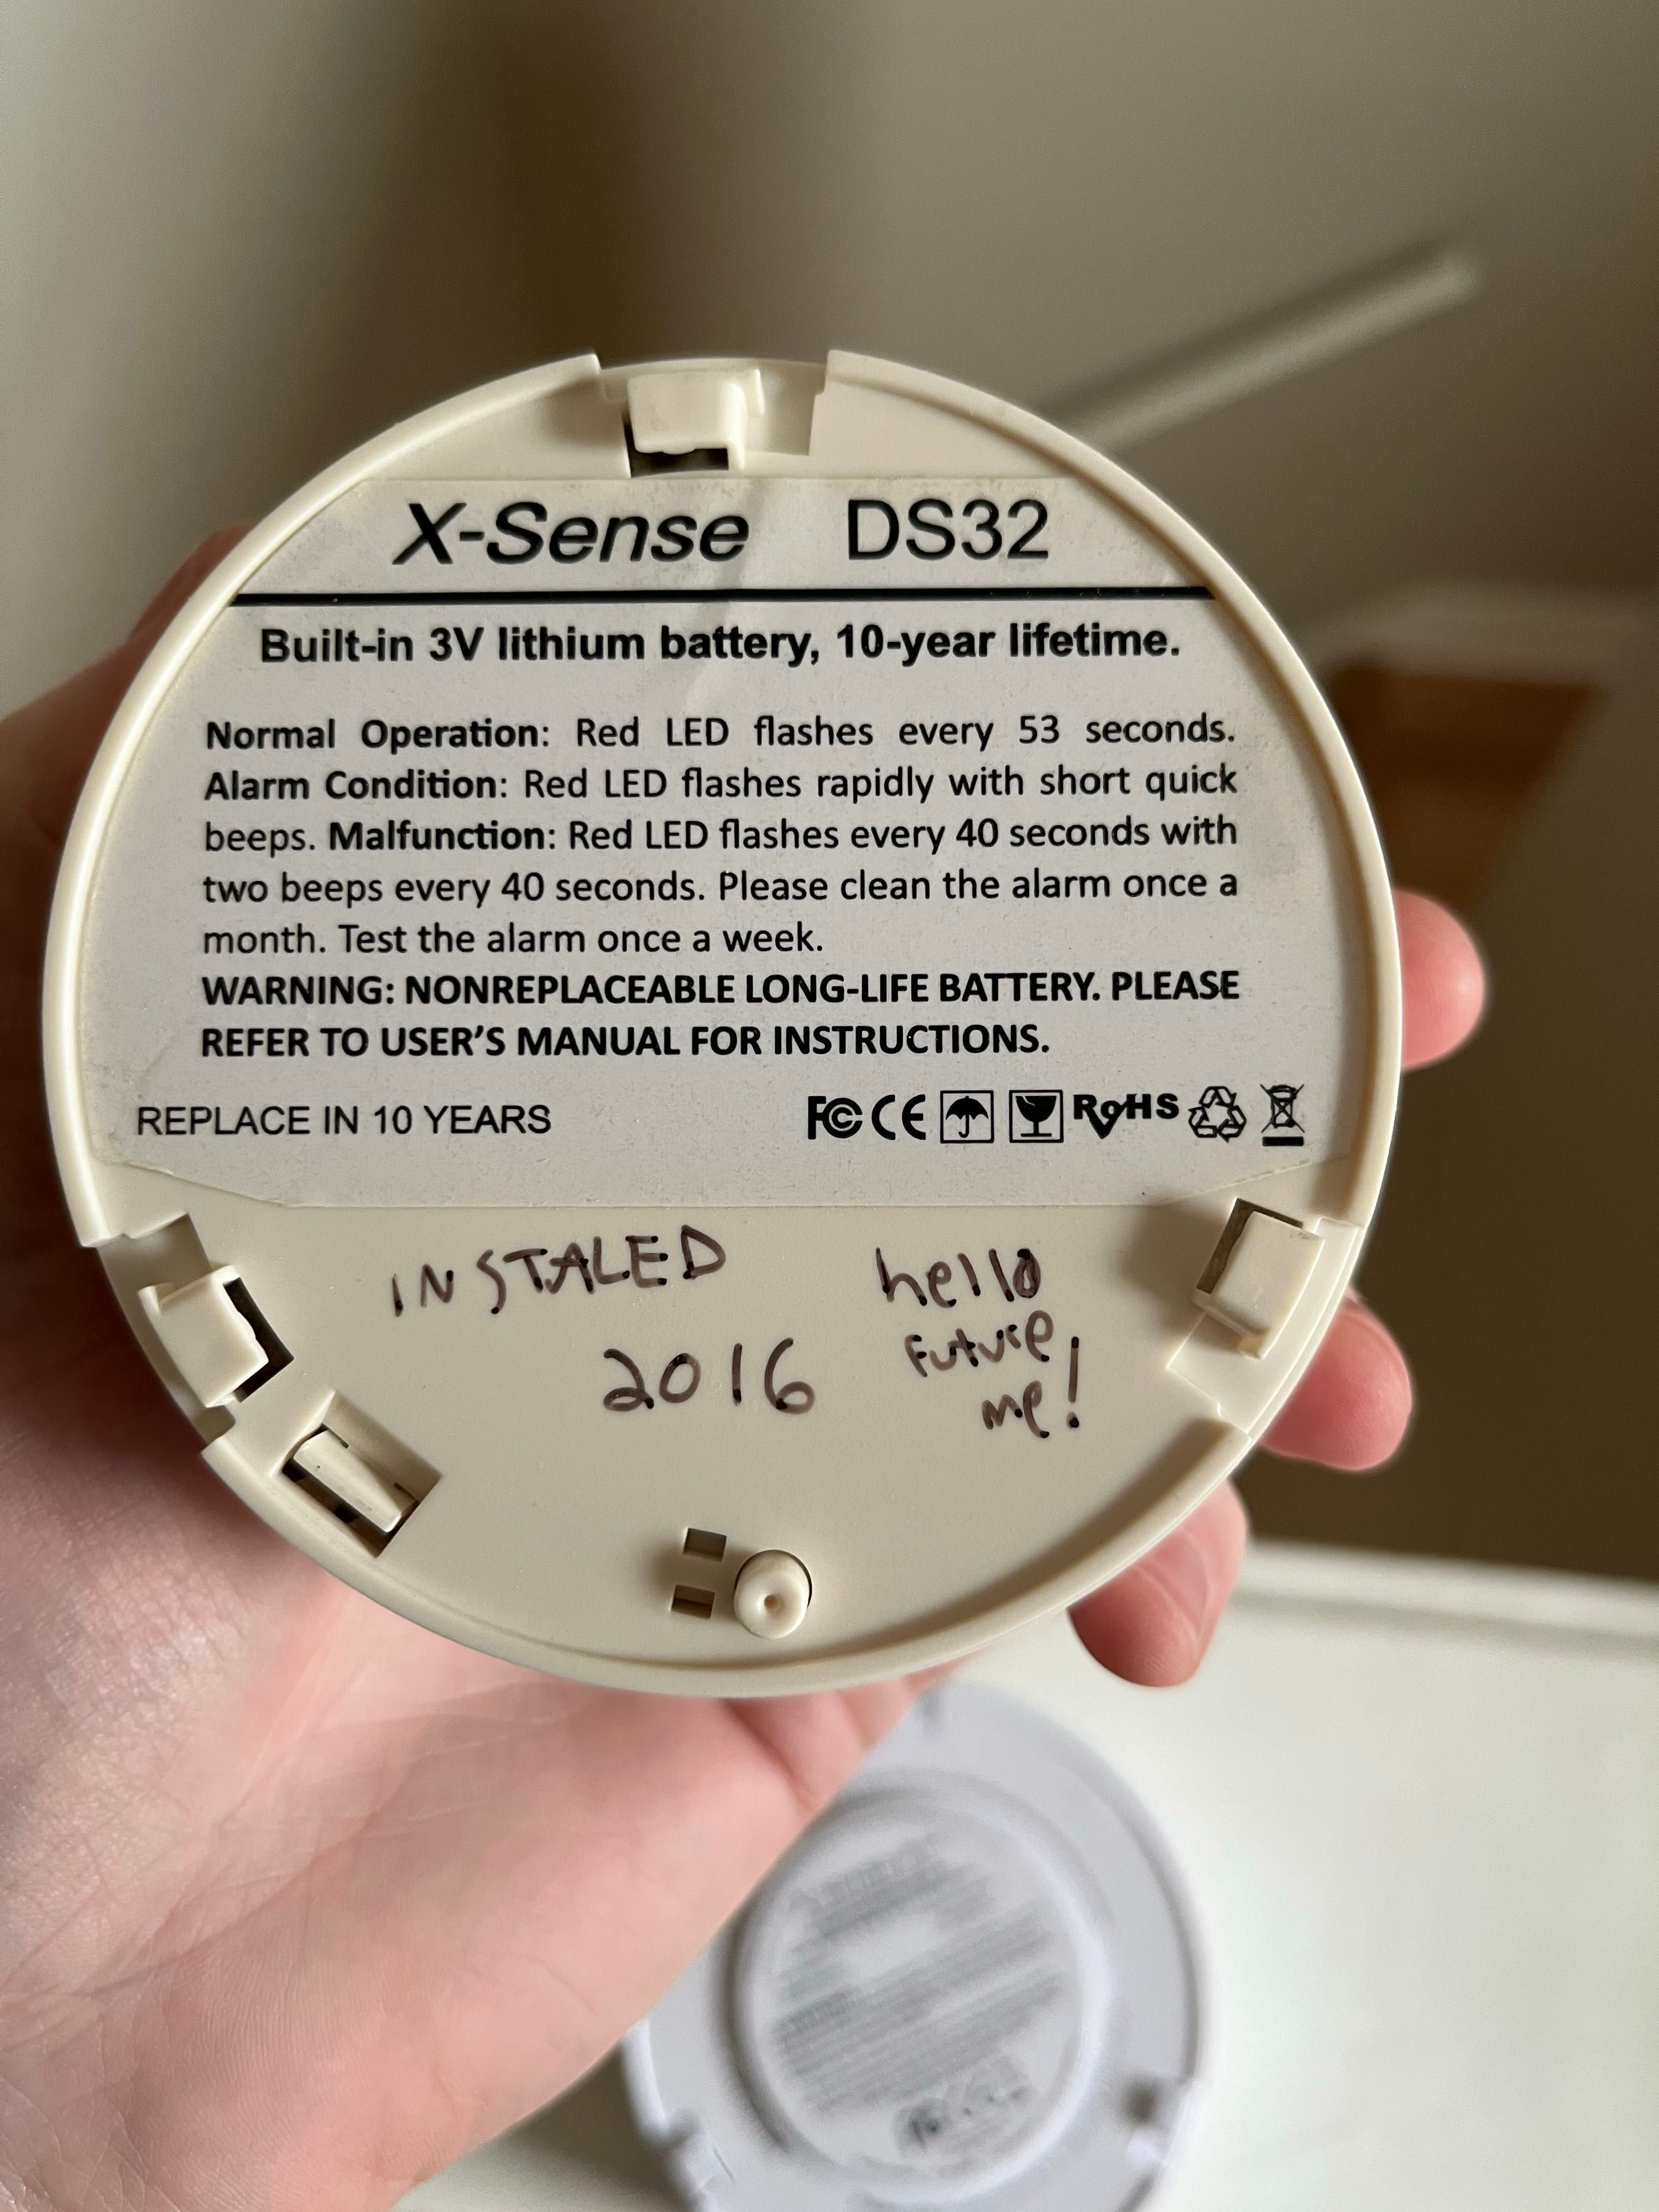 X-Sense DS32
Built-in 3V lithium battery, 10-year lifetime.
Normal Operation: Red LED flashes every 53 seconds.
Alarm Condition: Red LED flashes rapidly with short quick
beeps. Malfunction: Red LED flashes every 40 seconds with
two beeps every 40 seconds. Please clean the alarm once a
month. Test the alarm once a week.
WARNING: NONREPLACEABLE LONG-LIFE BATTERY. PLEASE
REFER TO USER'S MANUAL FOR INSTRUCTIONS.
REPLACE IN 10 YEARS
FC CE RoHS
INSTALED
2016
hello
future
me!